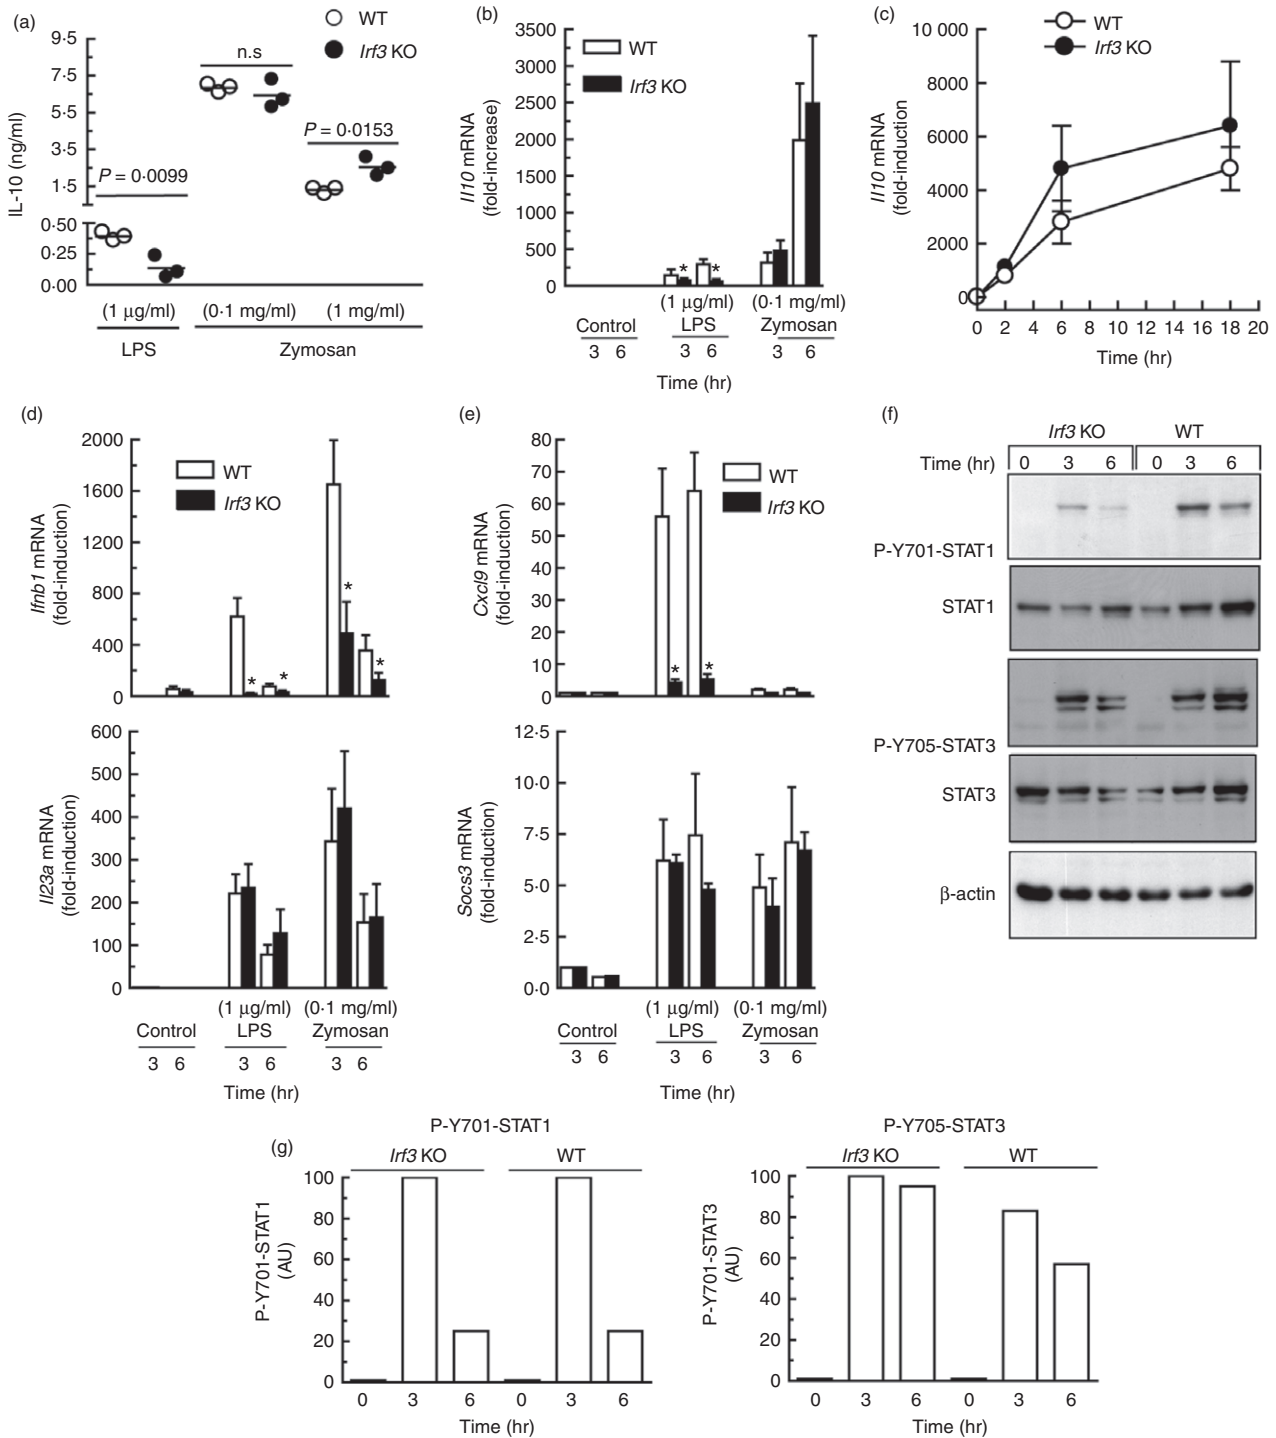 (a)
WT
Irf3 KO
IL-10 (ng/ml)
9·5
7·5
5·5
3·5
1·5
0·50
0·25
0·00
n.s
P = 0·0153
P = 0·0099
(1 µg/ml) (0·1 mg/ml) (1 mg/ml)
LPS Zymosan
(b)
WT
Irf3 KO
Il10 mRNA
(fold-increase)
3500
3000
2500
2000
1500
1000
500
0
* *
(1 µg/ml) (0·1 mg/ml)
Control LPS Zymosan
3 6 3 6 3 6
Time (hr)
(c)
WT
Irf3 KO
Il10 mRNA
(fold-induction)
10 000
8000
6000
4000
2000
0
0 2 4 6 8 10 12 14 16 18 20
Time (hr)
(d)
WT
Irf3 KO
Ifnb1 mRNA
(fold-induction)
2000
1600
1200
800
400
0
* * * *
Il23a mRNA
(fold-induction)
600
500
400
300
200
100
0
(1 µg/ml) (0·1 mg/ml)
Control LPS Zymosan
3 6 3 6 3 6
Time (hr)
(e)
WT
Irf3 KO
Cxcl9 mRNA
(fold-induction)
80
70
60
50
40
30
20
10
0
* *
Socs3 mRNA
(fold-induction)
12·5
10·0
7·5
5·0
2·5
0·0
(1 µg/ml) (0·1 mg/ml)
Control LPS Zymosan
3 6 3 6 3 6
Time (hr)
(f)
Irf3 KO WT
Time (hr) 0 3 6 0 3 6
P-Y701-STAT1
STAT1
P-Y705-STAT3
STAT3
β-actin
(g)
P-Y701-STAT1
Irf3 KO WT
P-Y701-STAT1
(AU)
100
80
60
40
20
0
0 3 6 0 3 6
Time (hr)
P-Y705-STAT3
Irf3 KO WT
P-Y701-STAT3
(AU)
100
80
60
40
20
0
0 3 6 0 3 6
Time (hr)